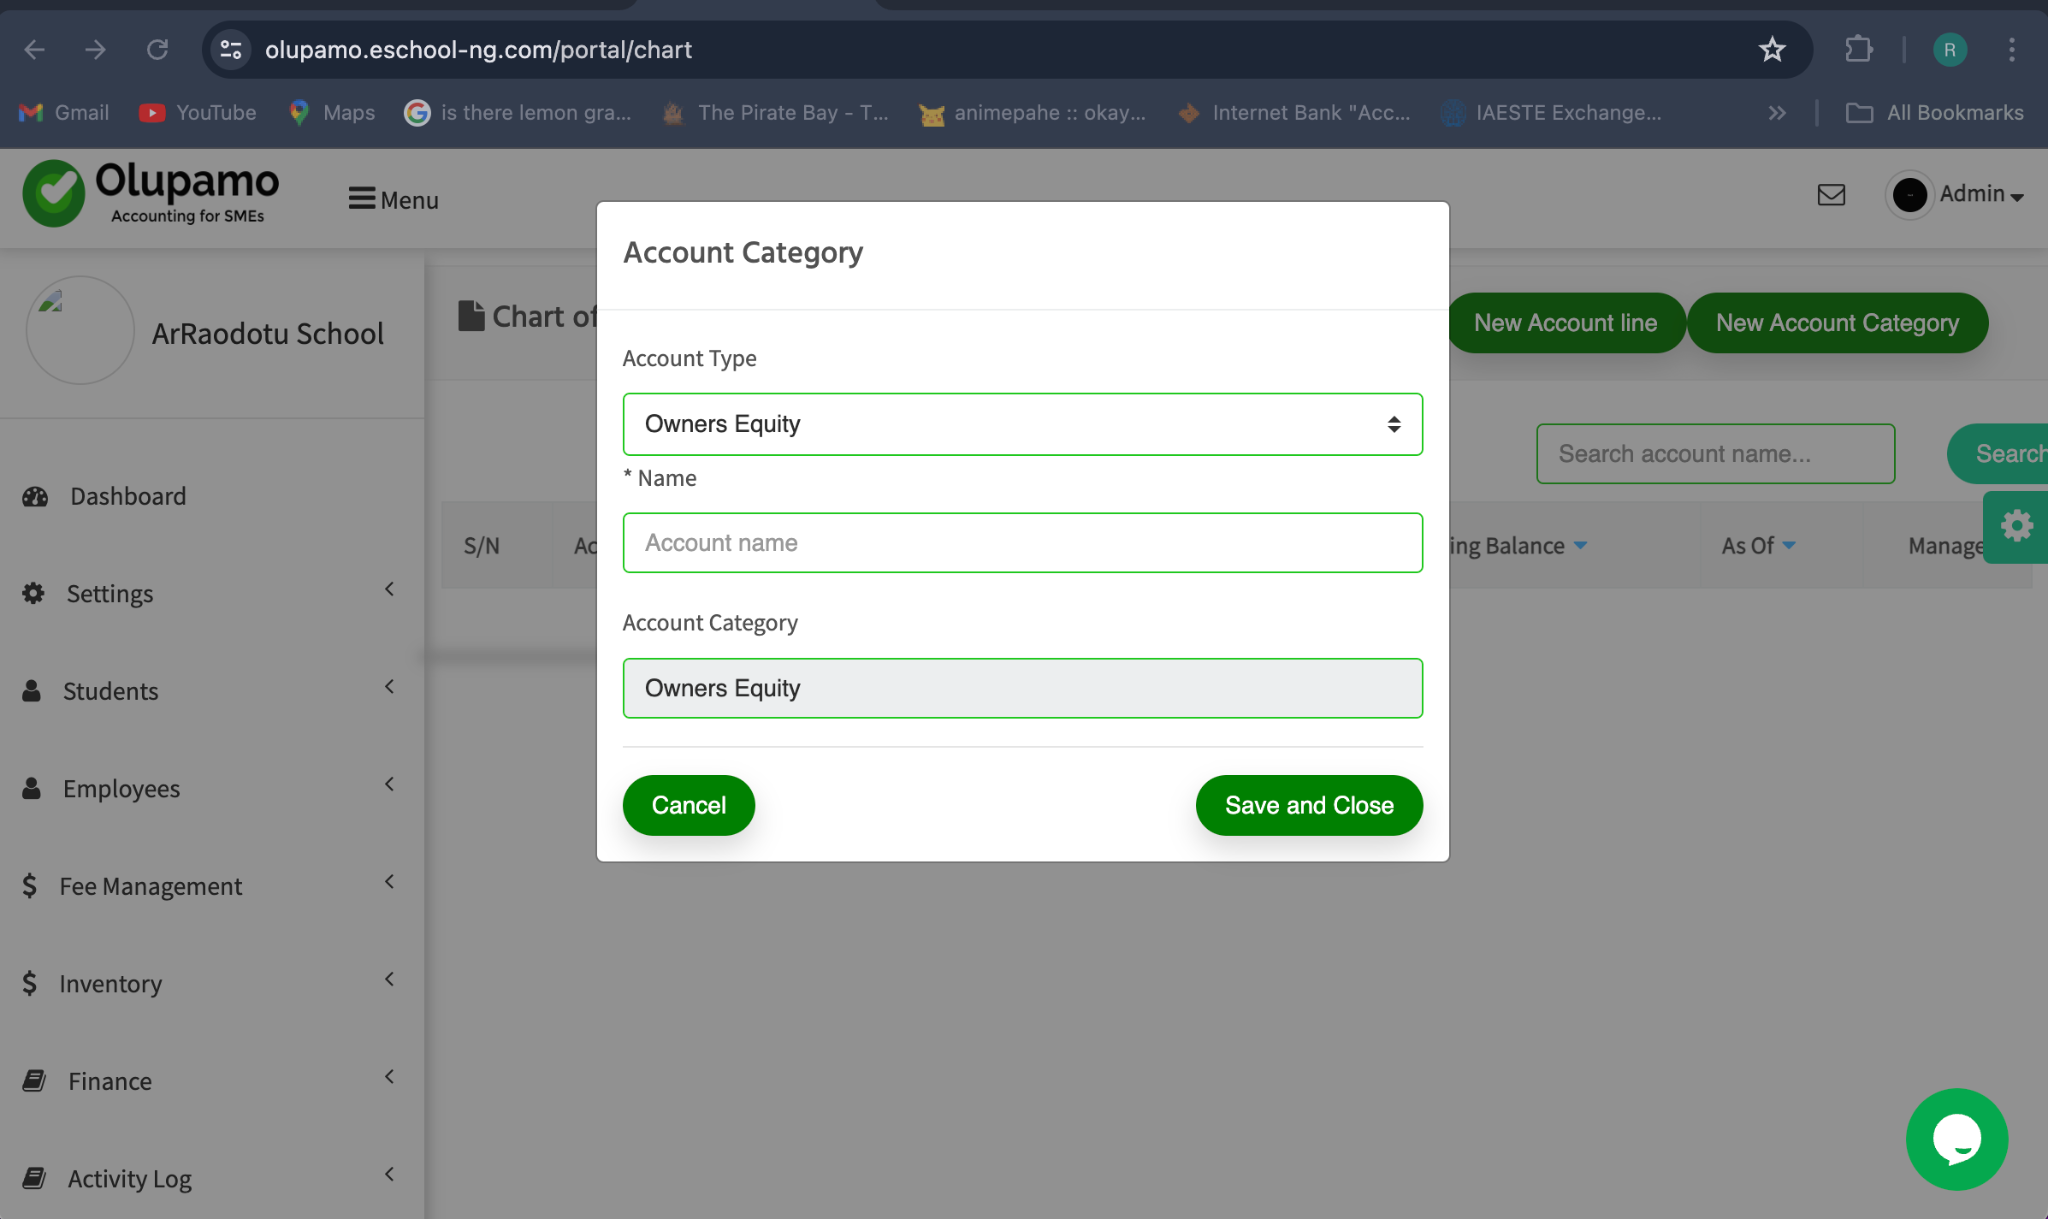 olupamo.eschool-ng.com/portal/chart
R
Gmail
YouTube
Maps
is there lemon gra...
The Pirate Bay - T...
animepahe :: okay...
Internet Bank "Acc...
IAESTE Exchange...
All Bookmarks
Olupamo
Accounting for SMEs
Menu
Admin
ArRaodotu School
Dashboard
Settings
Students
Employees
Fee Management
Inventory
Finance
Activity Log
Chart of
New Account line
New Account Category
Search account name...
Search
S/N
Ac
ing Balance
As Of
Manage
Account Category
Account Type
Owners Equity
* Name
Account name
Account Category
Owners Equity
Cancel
Save and Close